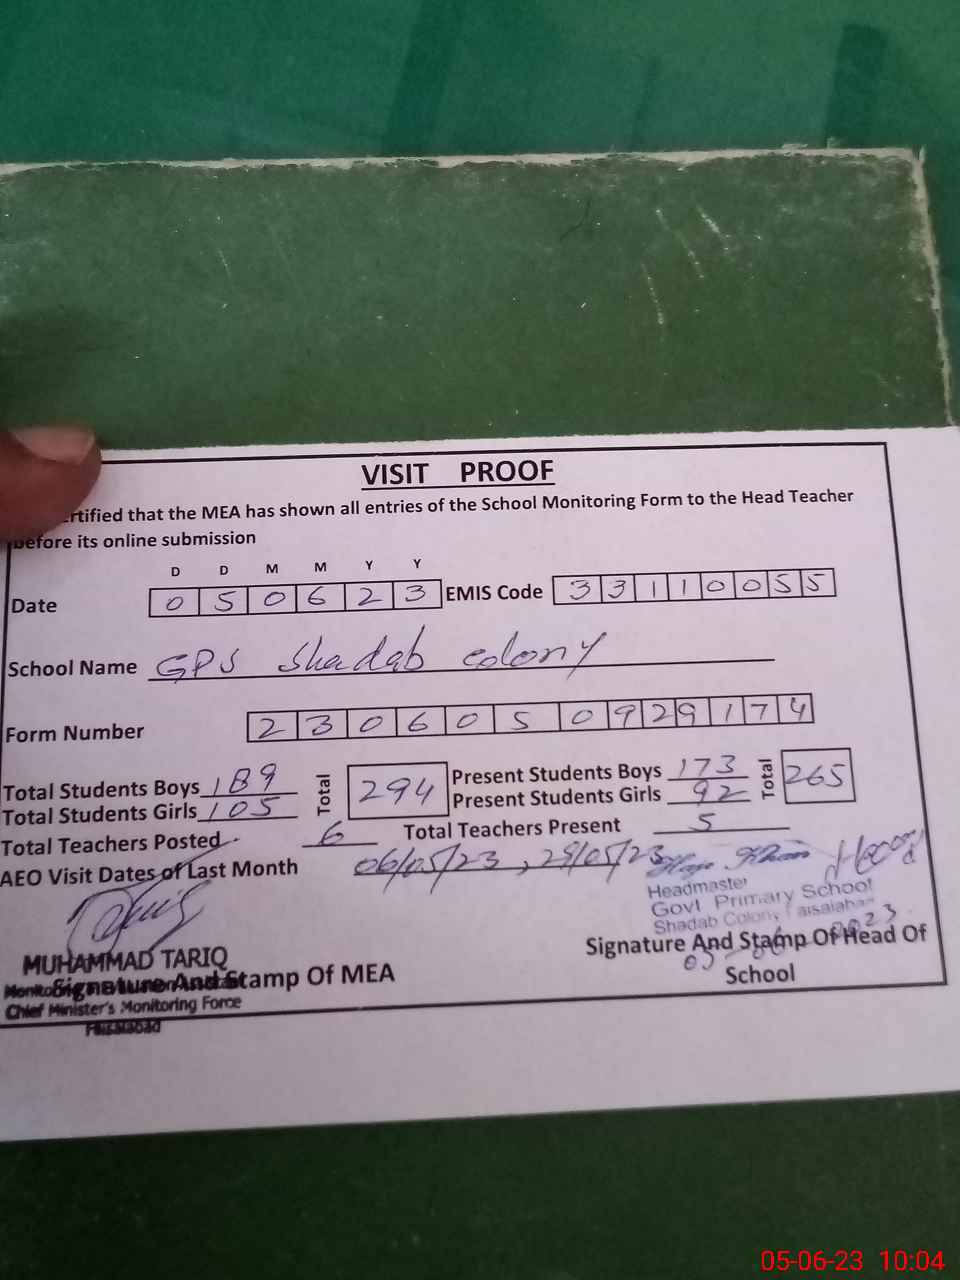 VISIT PROOF
rtified that the MEA has shown all entries of the School Monitoring Form to the Head Teacher
before its online submission
D D M M Y Y
Date 0 5 0 6 2 3 EMIS Code 3 3 1 1 0 0 5 5
School Name GPS Shadab colony
Form Number 2 3 0 6 0 5 0 9 2 9 1 7 4
Total Students Boys 189 Total 294 Present Students Boys 173 Total 265
Total Students Girls 105 Present Students Girls 92
Total Teachers Posted 6 Total Teachers Present 5
AEO Visit Dates of Last Month 06/05/23, 29/05/23
Headmaster
Govt Primary School
Shadab Colony Faisalabad
MUHAMMAD TARIQ
Signature And Stamp Of MEA
Chief Minister's Monitoring Force
Faisalabad
Signature And Stamp Of Head Of
School
05-06-23 10:04